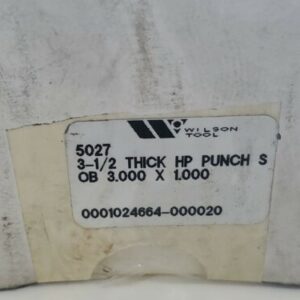 WILSON
TOOL
5027
3-1/2 THICK HP PUNCH S
OB 3.000 X 1.000
0001024664-000020